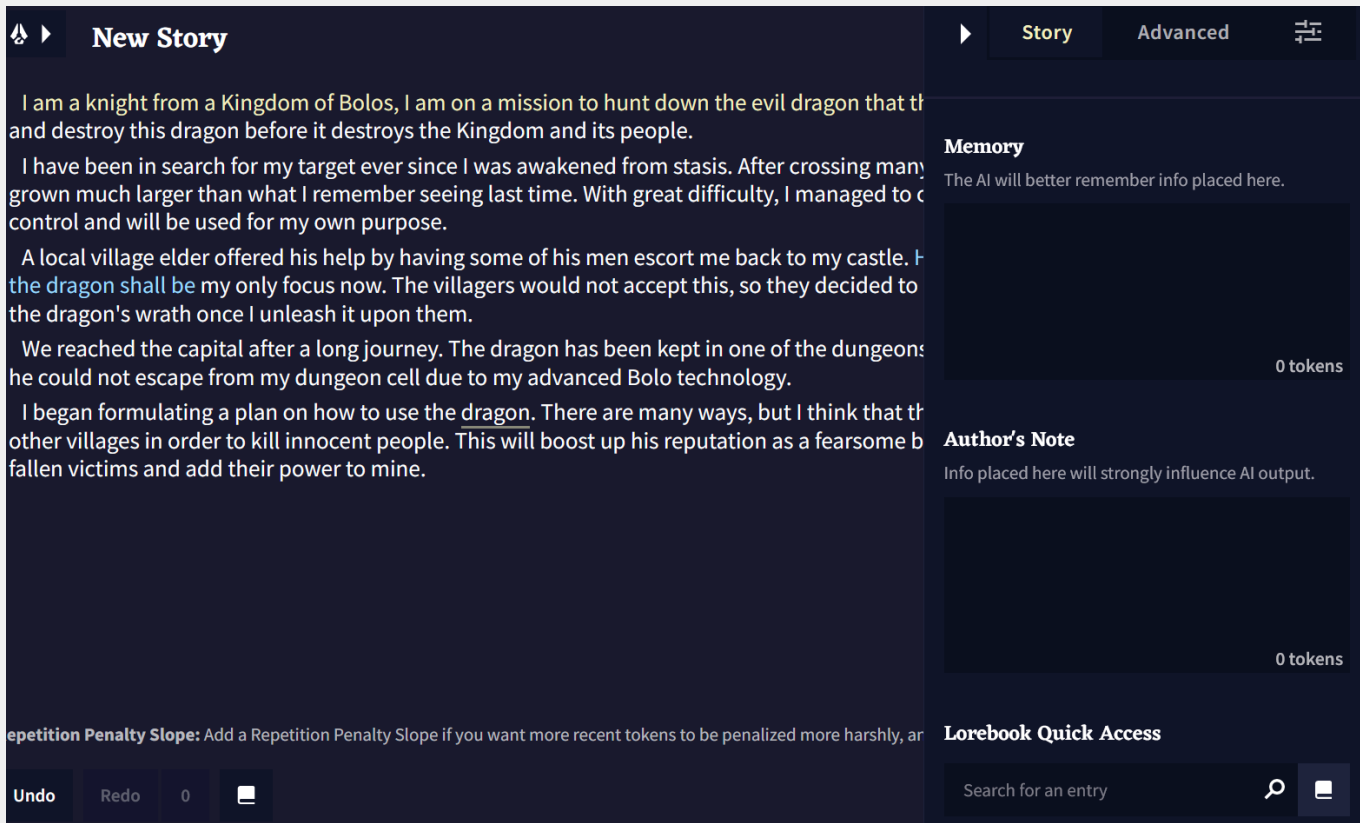 New Story
Story
Advanced
I am a knight from a Kingdom of Bolos, I am on a mission to hunt down the evil dragon that
and destroy this dragon before it destroys the Kingdom and its people.
I have been in search for my target ever since I was awakened from stasis. After crossing many
grown much larger than what I remember seeing last time. With great difficulty, I managed to
control and will be used for my own purpose.
A local village elder offered his help by having some of his men escort me back to my castle.
the dragon shall be my only focus now. The villagers would not accept this, so they decided to
the dragon's wrath once I unleash it upon them.
We reached the capital after a long journey. The dragon has been kept in one of the dungeons
he could not escape from my dungeon cell due to my advanced Bolo technology.
I began formulating a plan on how to use the dragon. There are many ways, but I think that
other villages in order to kill innocent people. This will boost up his reputation as a fearsome
fallen victims and add their power to mine.
epetition Penalty Slope: Add a Repetition Penalty Slope if you want more recent tokens to be penalized more harshly,
Undo
Redo
0
Memory
The AI will better remember info placed here.
0 tokens
Author's Note
Info placed here will strongly influence AI output.
0 tokens
Lorebook Quick Access
Search for an entry